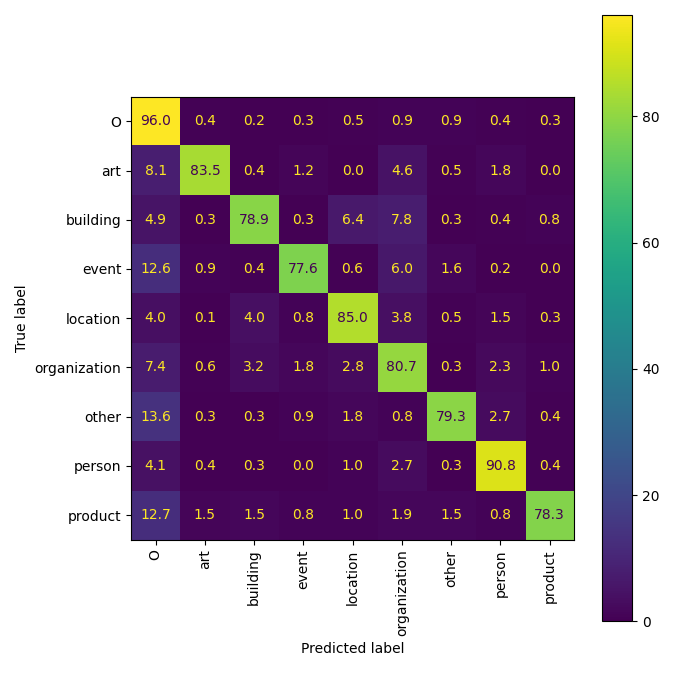 O 96.0 0.4 0.2 0.3 0.5 0.9 0.9 0.4 0.3
art 8.1 83.5 0.4 1.2 0.0 4.6 0.5 1.8 0.0
building 4.9 0.3 78.9 0.3 6.4 7.8 0.3 0.4 0.8
event 12.6 0.9 0.4 77.6 0.6 6.0 1.6 0.2 0.0
location 4.0 0.1 4.0 0.8 85.0 3.8 0.5 1.5 0.3
organization 7.4 0.6 3.2 1.8 2.8 80.7 0.3 2.3 1.0
other 13.6 0.3 0.3 0.9 1.8 0.8 79.3 2.7 0.4
person 4.1 0.4 0.3 0.0 1.0 2.7 0.3 90.8 0.4
product 12.7 1.5 1.5 0.8 1.0 1.9 1.5 0.8 78.3
O art building event location organization other person product
Predicted label
True label
80
60
40
20
0